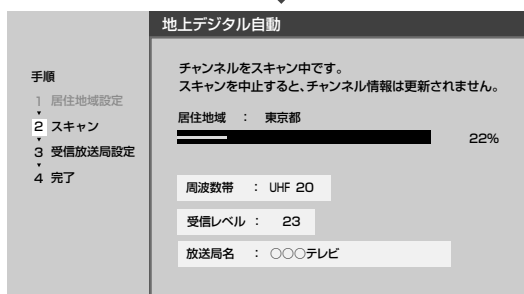 地上デジタル自動
手順
1 居住地域設定
2 スキャン
3 受信放送局設定
4 完了
チャンネルをスキャン中です。
スキャンを中止すると、チャンネル情報は更新されません。
居住地域 : 東京都
22%
周波数帯 : UHF 20
受信レベル : 23
放送局名 : ○○○テレビ